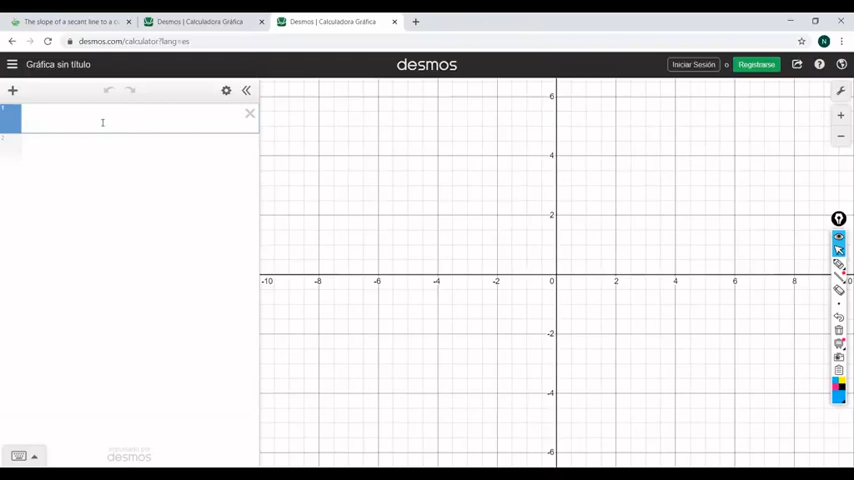 The slope of a secant line to a c
Desmos | Calculadora Gráfica
Desmos | Calculadora Gráfica
desmos.com/calculator?lang=es
N
Gráfica sin título
desmos
Iniciar Sesión
o
Registrarse
1
2
6
4
2
0
-2
-4
-6
-10
-8
-6
-4
-2
2
4
6
8
desmos